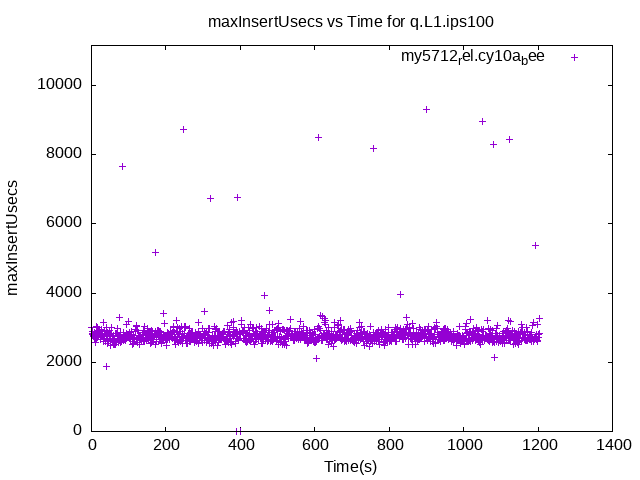 maxInsertUsecs vs Time for q.L1.ips100
my5712rel.cy10abee
10000
8000
6000
4000
2000
0
maxInsertUsecs
0 200 400 600 800 1000 1200 1400
Time(s)